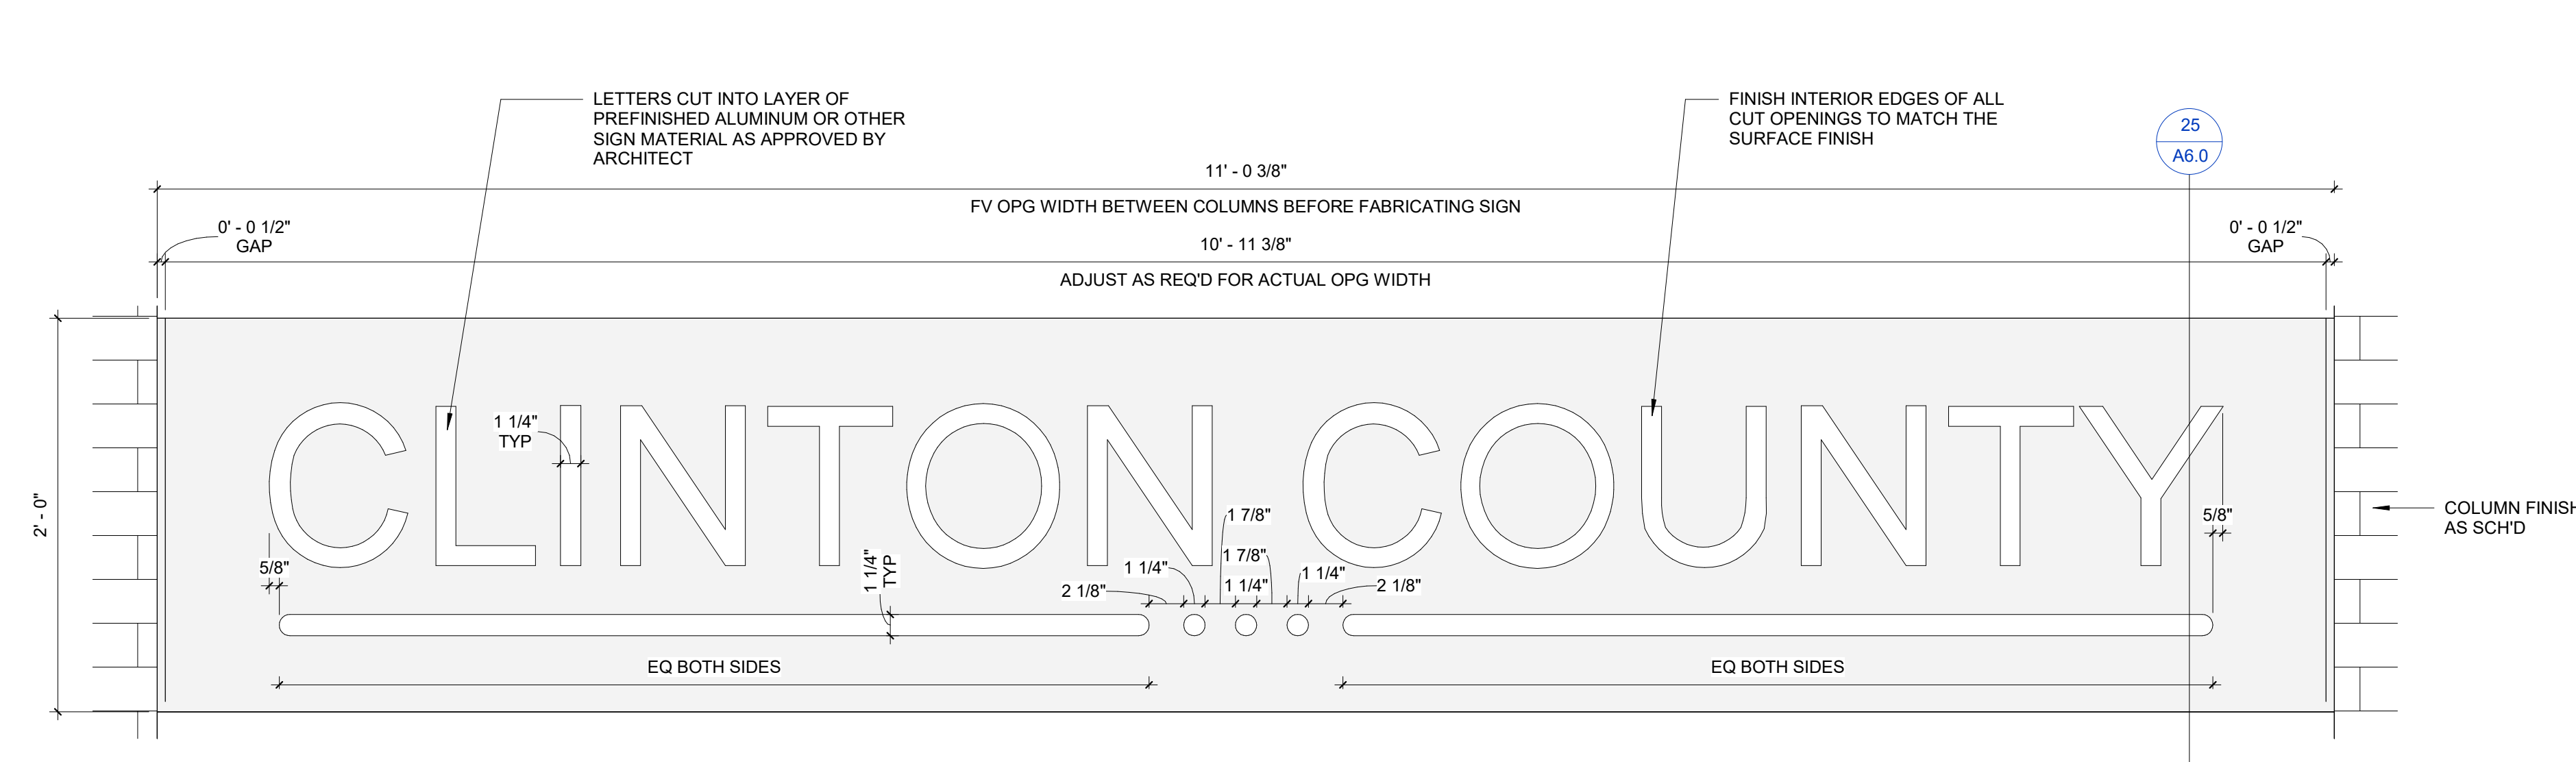 LETTERS CUT INTO LAYER OF
PREFINISHED ALUMINUM OR OTHER
SIGN MATERIAL AS APPROVED BY
ARCHITECT
FINISH INTERIOR EDGES OF ALL
CUT OPENINGS TO MATCH THE
SURFACE FINISH
25
A6.0
11' - 0 3/8"
FV OPG WIDTH BETWEEN COLUMNS BEFORE FABRICATING SIGN
0' - 0 1/2"
GAP
10' - 11 3/8"
ADJUST AS REQ'D FOR ACTUAL OPG WIDTH
0' - 0 1/2"
GAP
2' - 0"
CLINTON COUNTY
1 1/4"
TYP
COLUMN FINISH
AS SCH'D
5/8"
5/8"
1 1/4"
TYP
2 1/8"
1 1/4"
1 7/8"
1 7/8"
1 1/4"
1 1/4"
2 1/8"
EQ BOTH SIDES
EQ BOTH SIDES